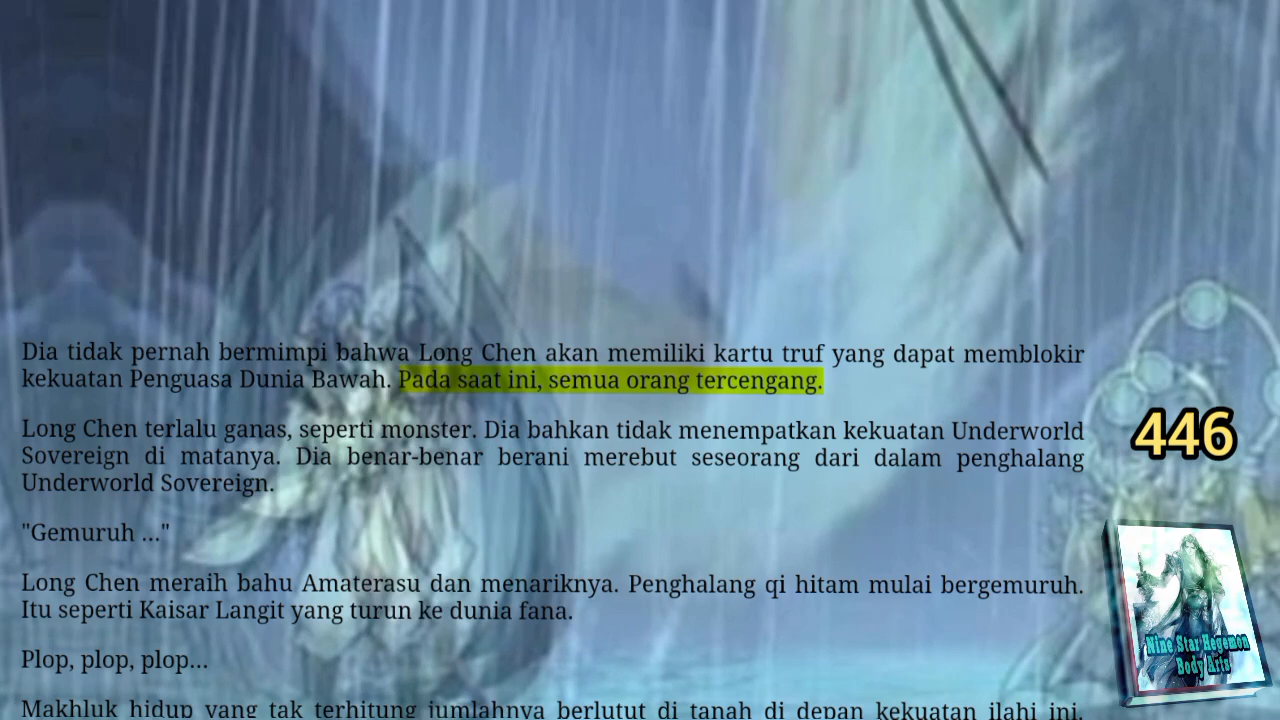 Dia tidak pernah bermimpi bahwa Long Chen akan memiliki kartu truf yang dapat memblokir
kekuatan Penguasa Dunia Bawah. Pada saat ini, semua orang tercengang.
Long Chen terlalu ganas, seperti monster. Dia bahkan tidak menempatkan kekuatan Underworld
Sovereign di matanya. Dia benar-benar berani merebut seseorang dari dalam penghalang
Underworld Sovereign.
"Gemuruh ..."
Long Chen meraih bahu Amaterasu dan menariknya. Penghalang qi hitam mulai bergemuruh.
Itu seperti Kaisar Langit yang turun ke dunia fana.
Plop, plop, plop...
Makhluk hidup yang tak terhitung jumlahnya berlutut di tanah di depan kekuatan ilahi ini.
446
Nine Star Hegemon
Body Arts